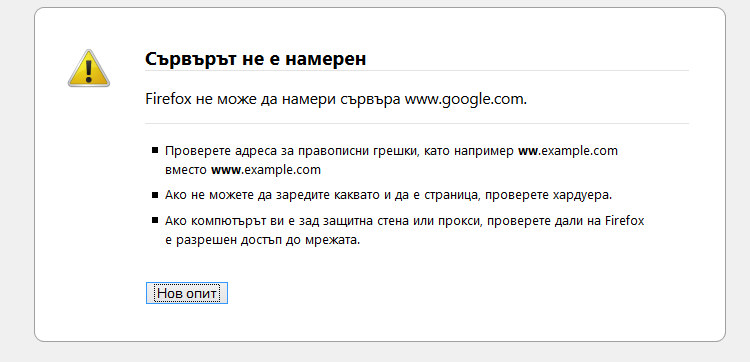 Сървърът не е намерен
Firefox не може да намери сървъра www.google.com.
Проверете адреса за правописни грешки, като например ww.example.com
вместо www.example.com
Ако не можете да заредите каквато и да е страница, проверете хардуера.
Ако компютърът ви е зад защитна стена или прокси, проверете дали на Firefox
е разрешен достъп до мрежата.
Нов опит